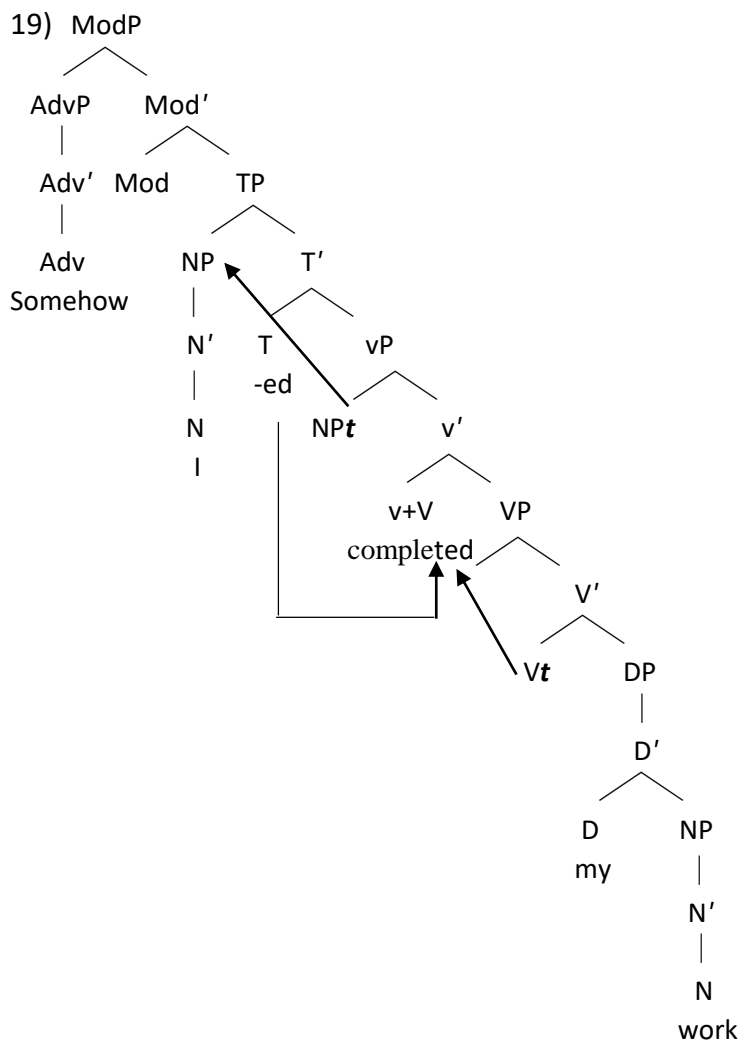 19) ModP
AdvP Mod′
Adv′ Mod TP
Adv NP T′
Somehow
N′ T vP
-ed
N NPt v′
I
v+V VP
completed
V′
Vt DP
D′
D NP
my
N′
N
work